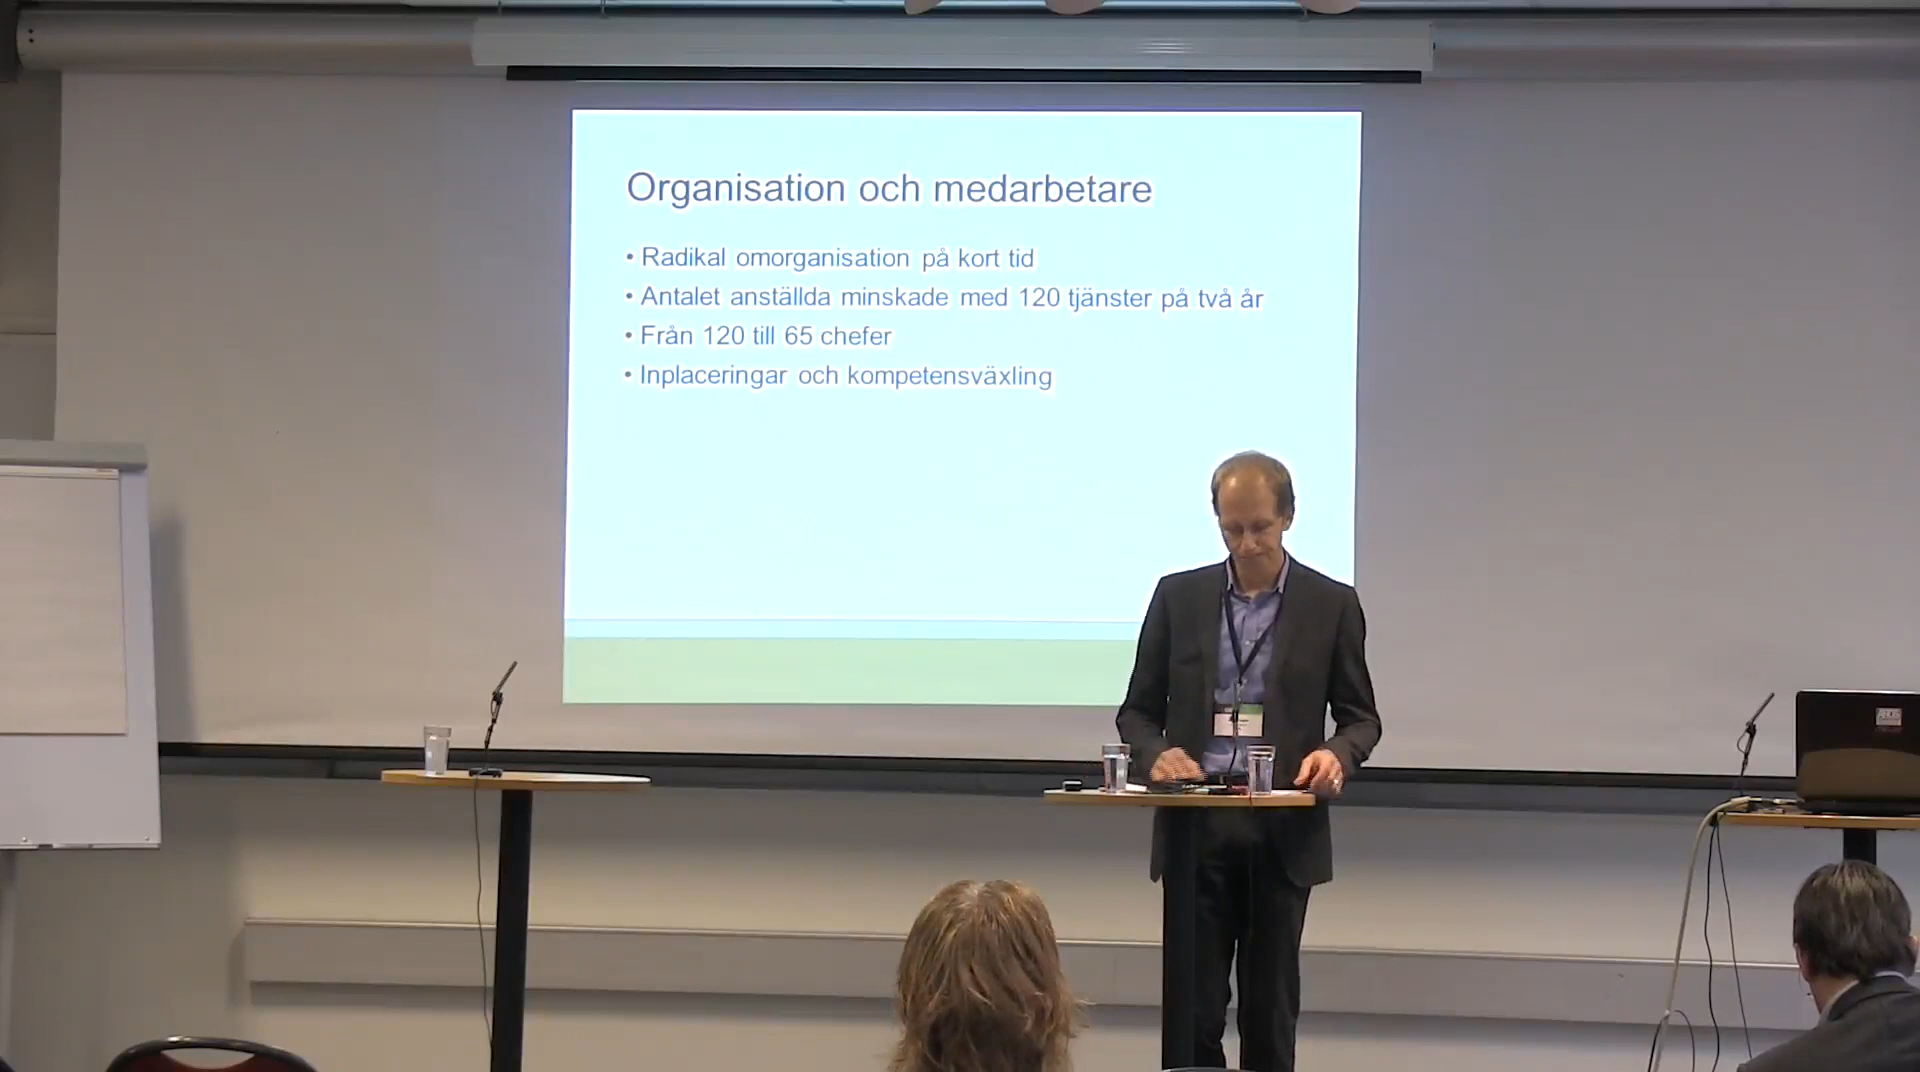 Organisation och medarbetare
• Radikal omorganisation på kort tid
• Antalet anställda minskade med 120 tjänster på två år
• Från 120 till 65 chefer
• Inplaceringar och kompetensväxling